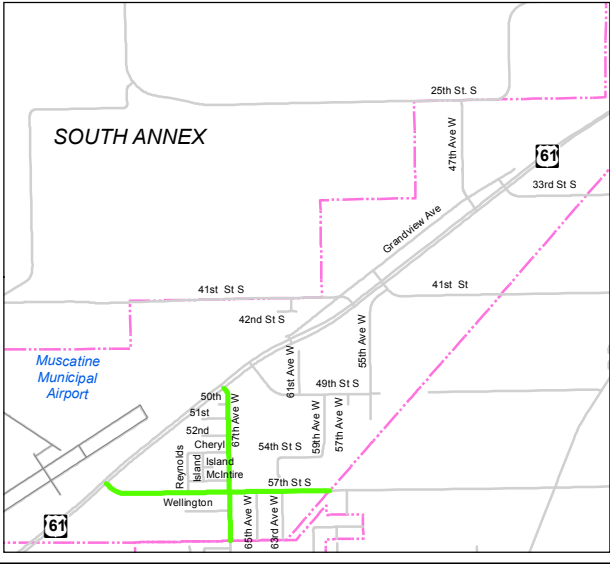 25th St. S
SOUTH ANNEX
47th Ave W
61
33rd St S
Grandview Ave
41st St S
41st St
42nd St S
Muscatine
Municipal
Airport
61st Ave W
55th Ave W
49th St S
50th
51st
52nd
67th Ave W
59th Ave W
57th Ave W
Cheryl
54th St S
Reynolds
Island
Island
McIntire
57th St S
Wellington
65th Ave W
63rd Ave W
61